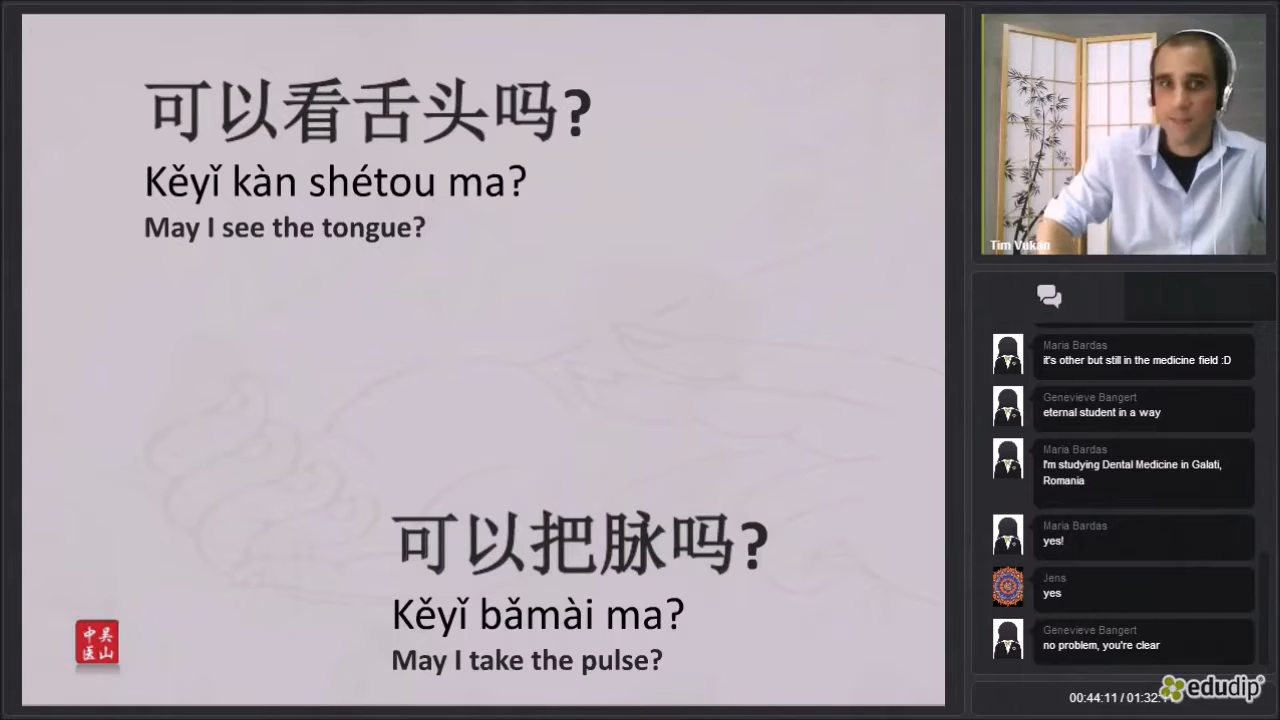 可以看舌头吗?
Kěyǐ kàn shétou ma?
May I see the tongue?
可以把脉吗?
Kěyǐ bǎmài ma?
May I take the pulse?
中吴
医山
Tim Vukan
Maria Bardas
it's other but still in the medicine field :D
Genevieve Bangert
eternal student in a way
Maria Bardas
I'm studying Dental Medicine in Galati,
Romania
Maria Bardas
yes!
Jens
yes
Genevieve Bangert
no problem, you're clear
00:44:11 / 01:32:
edudip